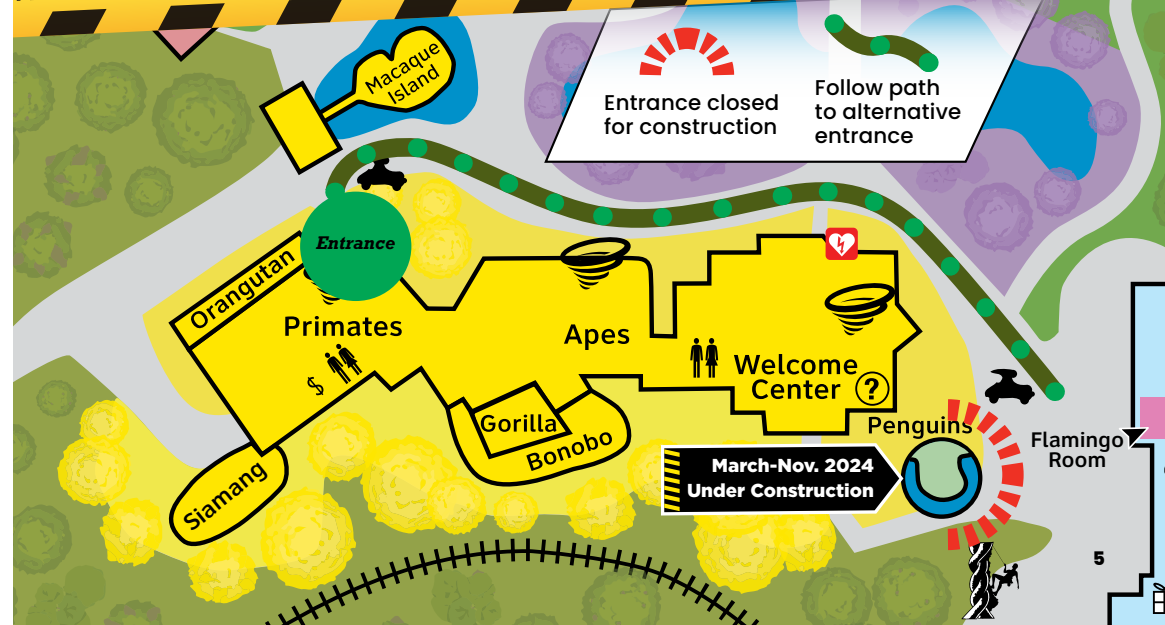 Macaque
Island
Entrance closed
for construction
Follow path
to alternative
entrance
Entrance
Orangutan
Primates
$
Apes
Welcome
Center
?
Gorilla
Bonobo
Siamang
Penguins
March-Nov. 2024
Under Construction
Flamingo
Room
5